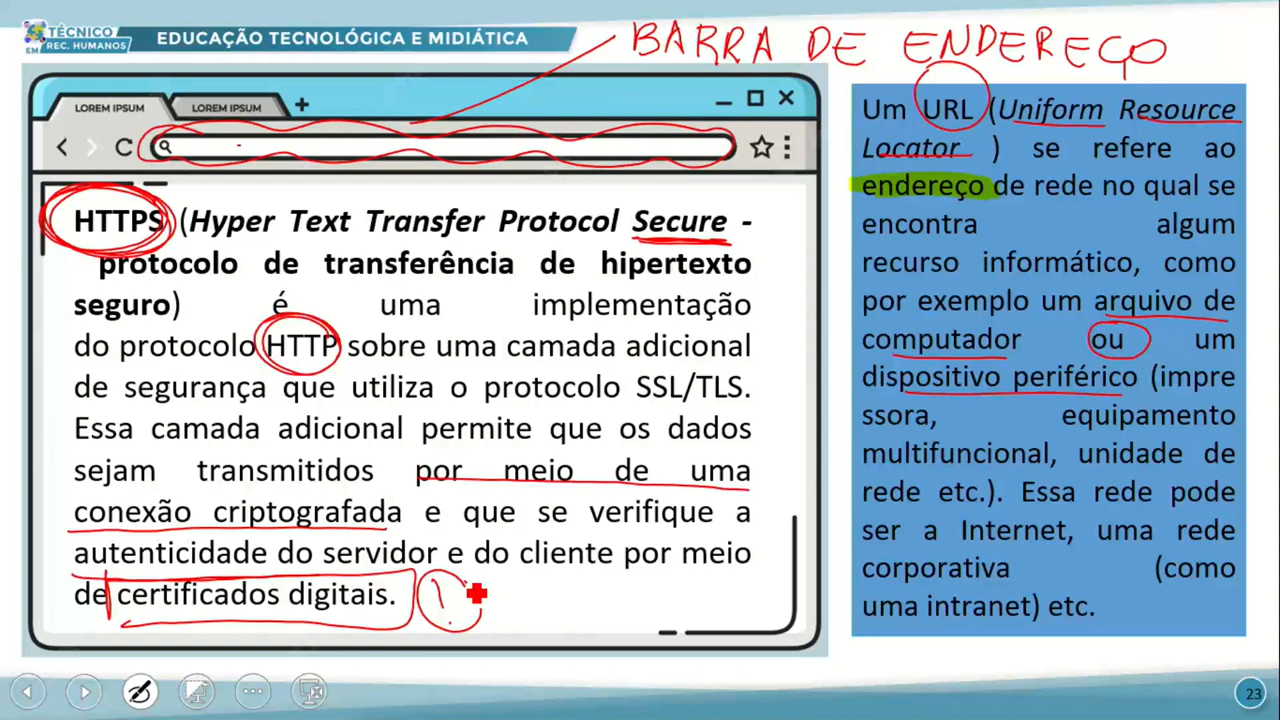 TÉCNICO
EM REC. HUMANOS
EDUCAÇÃO TECNOLÓGICA E MIDIÁTICA
BARRA DE ENDEREÇO
LOREM IPSUM
LOREM IPSUM
HTTPS (Hyper Text Transfer Protocol Secure -
protocolo de transferência de hipertexto
seguro) é uma implementação
do protocolo HTTP sobre uma camada adicional
de segurança que utiliza o protocolo SSL/TLS.
Essa camada adicional permite que os dados
sejam transmitidos por meio de uma
conexão criptografada e que se verifique a
autenticidade do servidor e do cliente por meio
de certificados digitais.
Um URL (Uniform Resource
Locator ) se refere ao
endereço de rede no qual se
encontra algum
recurso informático, como
por exemplo um arquivo de
computador ou um
dispositivo periférico (impre
ssora, equipamento
multifuncional, unidade de
rede etc.). Essa rede pode
ser a Internet, uma rede
corporativa (como
uma intranet) etc.
23